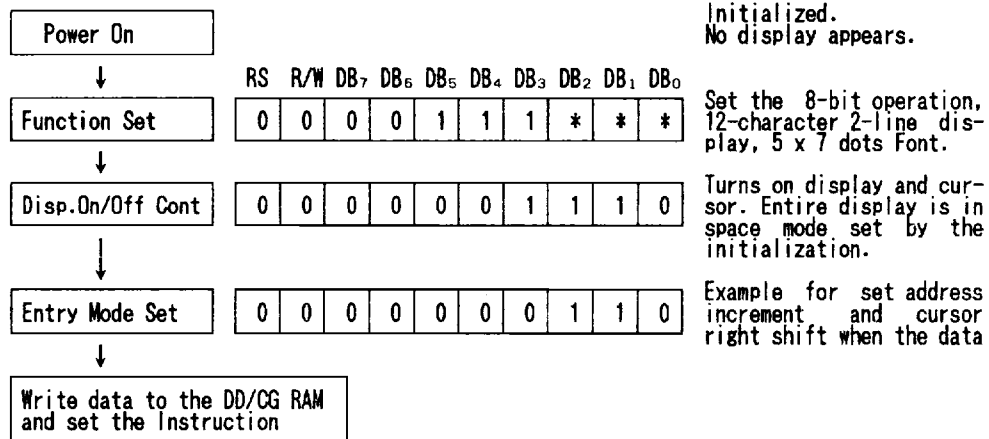 Initialized.
No display appears.
Power On
↓
RS R/W DB₇ DB₆ DB₅ DB₄ DB₃ DB₂ DB₁ DB₀
Function Set 0 0 0 0 1 1 1 * * *
Set the 8-bit operation,
12-character 2-line dis-
play, 5 x 7 dots Font.
↓
Disp.On/Off Cont 0 0 0 0 0 0 1 1 1 0
Turns on display and cur-
sor. Entire display is in
space mode set by the
initialization.
↓
Entry Mode Set 0 0 0 0 0 0 0 1 1 0
Example for set address
increment and cursor
right shift when the data
↓
Write data to the DD/CG RAM
and set the Instruction